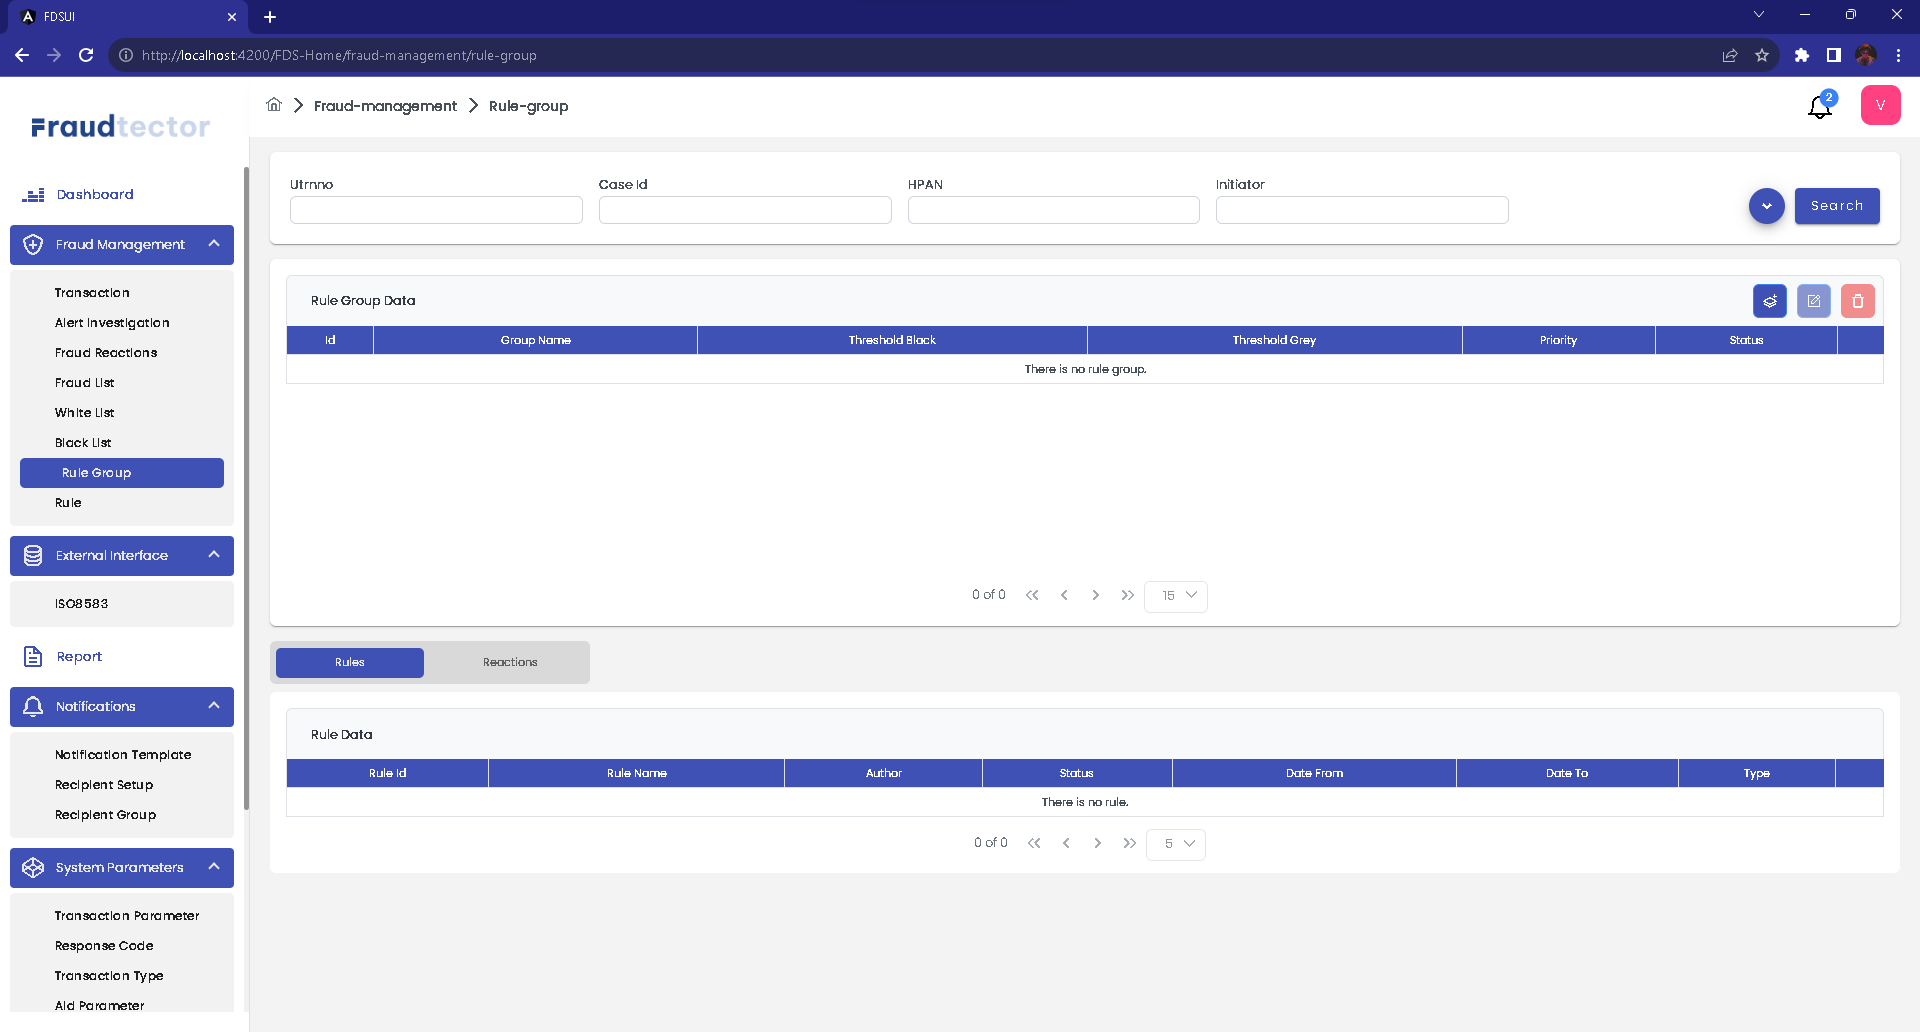 FDSUI
http://localhost:4200/FDS-Home/fraud-management/rule-group
Fraudtector
Fraud-management Rule-group
2
V
Dashboard
Fraud Management
Transaction
Alert Investigation
Fraud Reactions
Fraud List
White List
Black List
Rule Group
Rule
External Interface
ISO8583
Report
Notifications
Notification Template
Recipient Setup
Recipient Group
System Parameters
Transaction Parameter
Response Code
Transaction Type
Aid Parameter
Utrnno Case Id HPAN Initiator
Search
Rule Group Data
Id Group Name Threshold Black Threshold Grey Priority Status
There is no rule group.
0 of 0 15
Rules Reactions
Rule Data
Rule Id Rule Name Author Status Date From Date To Type
There is no rule.
0 of 0 5